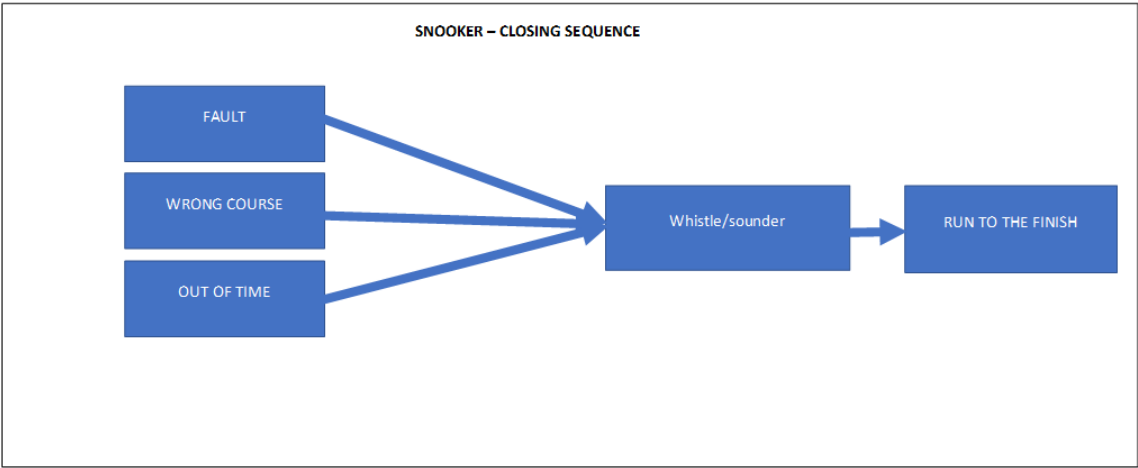 SNOOKER – CLOSING SEQUENCE
FAULT
WRONG COURSE
OUT OF TIME
Whistle/sounder
RUN TO THE FINISH